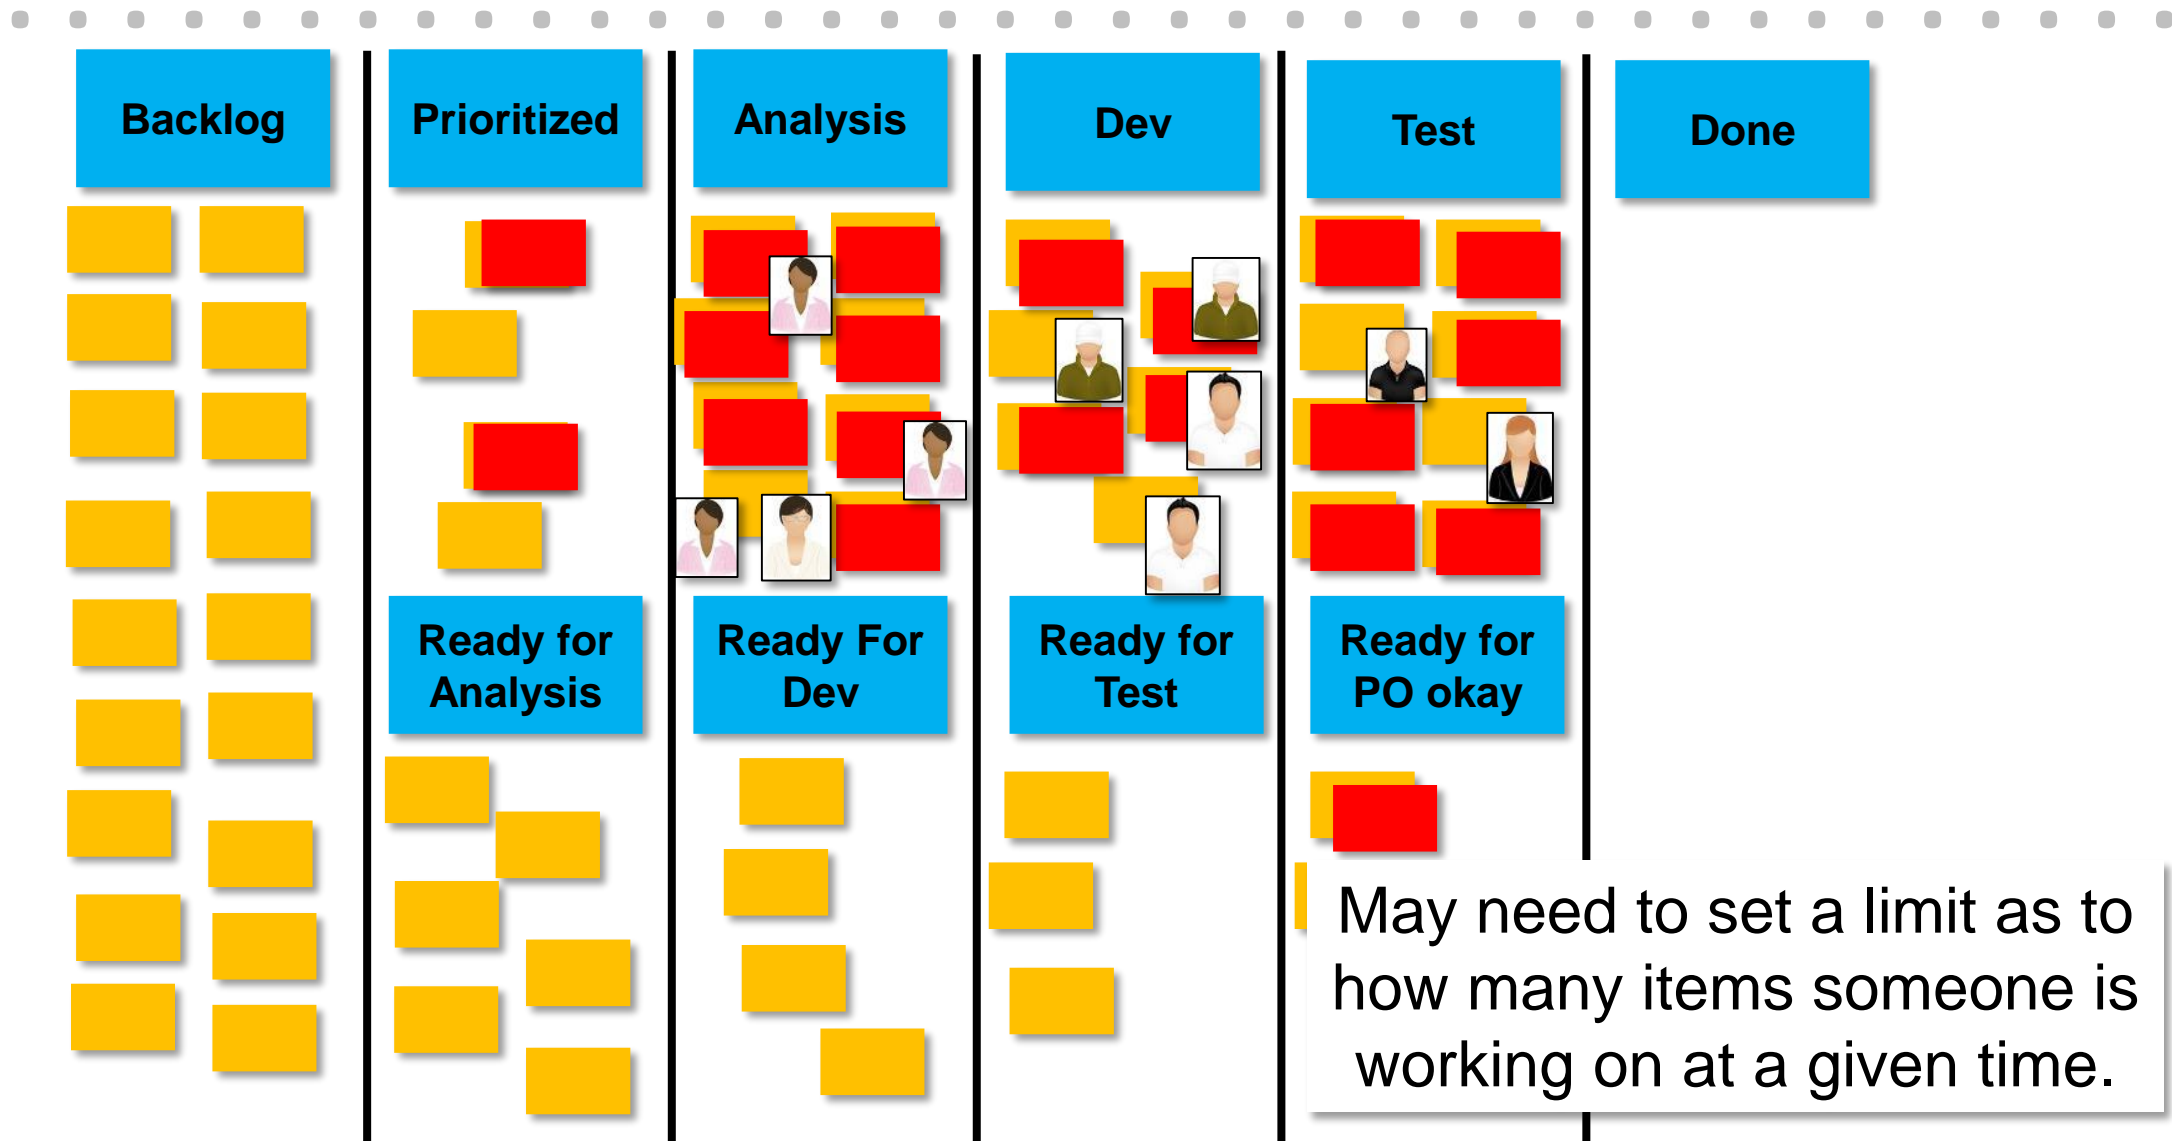 Backlog
Prioritized
Analysis
Dev
Test
Done
Ready for
Analysis
Ready For
Dev
Ready for
Test
Ready for
PO okay
May need to set a limit as to
how many items someone is
working on at a given time.